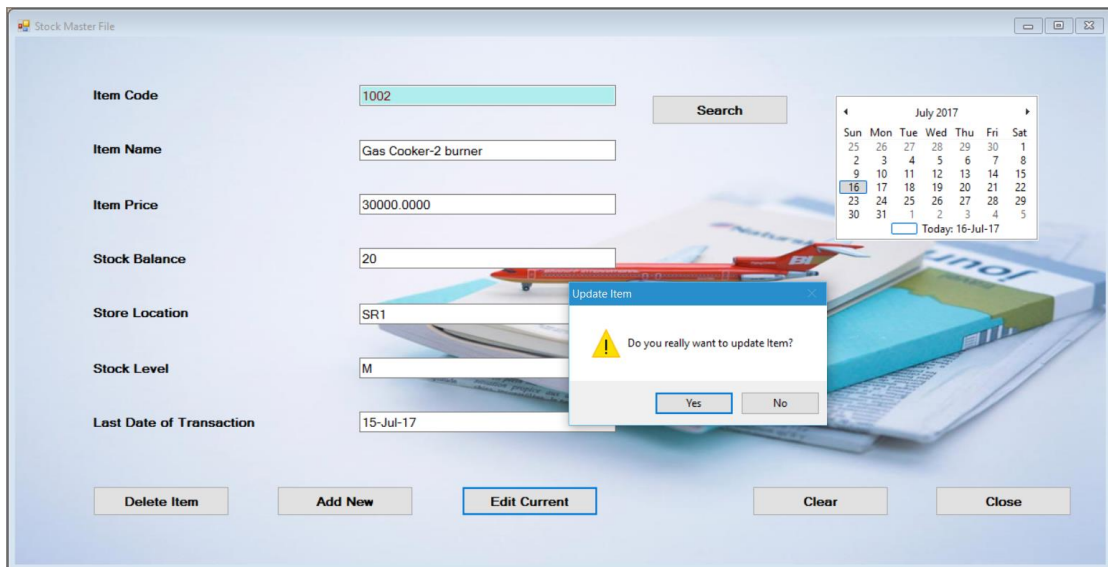 Stock Master File
Item Code
1002
Search
Item Name
Gas Cooker-2 burner
Item Price
30000.0000
Stock Balance
20
Store Location
SR1
Stock Level
M
Last Date of Transaction
15-Jul-17
July 2017
Sun Mon Tue Wed Thu Fri Sat
25 26 27 28 29 30 1
2 3 4 5 6 7 8
9 10 11 12 13 14 15
16 17 18 19 20 21 22
23 24 25 26 27 28 29
30 31 1 2 3 4 5
Today: 16-Jul-17
Update Item
Do you really want to update Item?
Yes No
Delete Item Add New Edit Current Clear Close